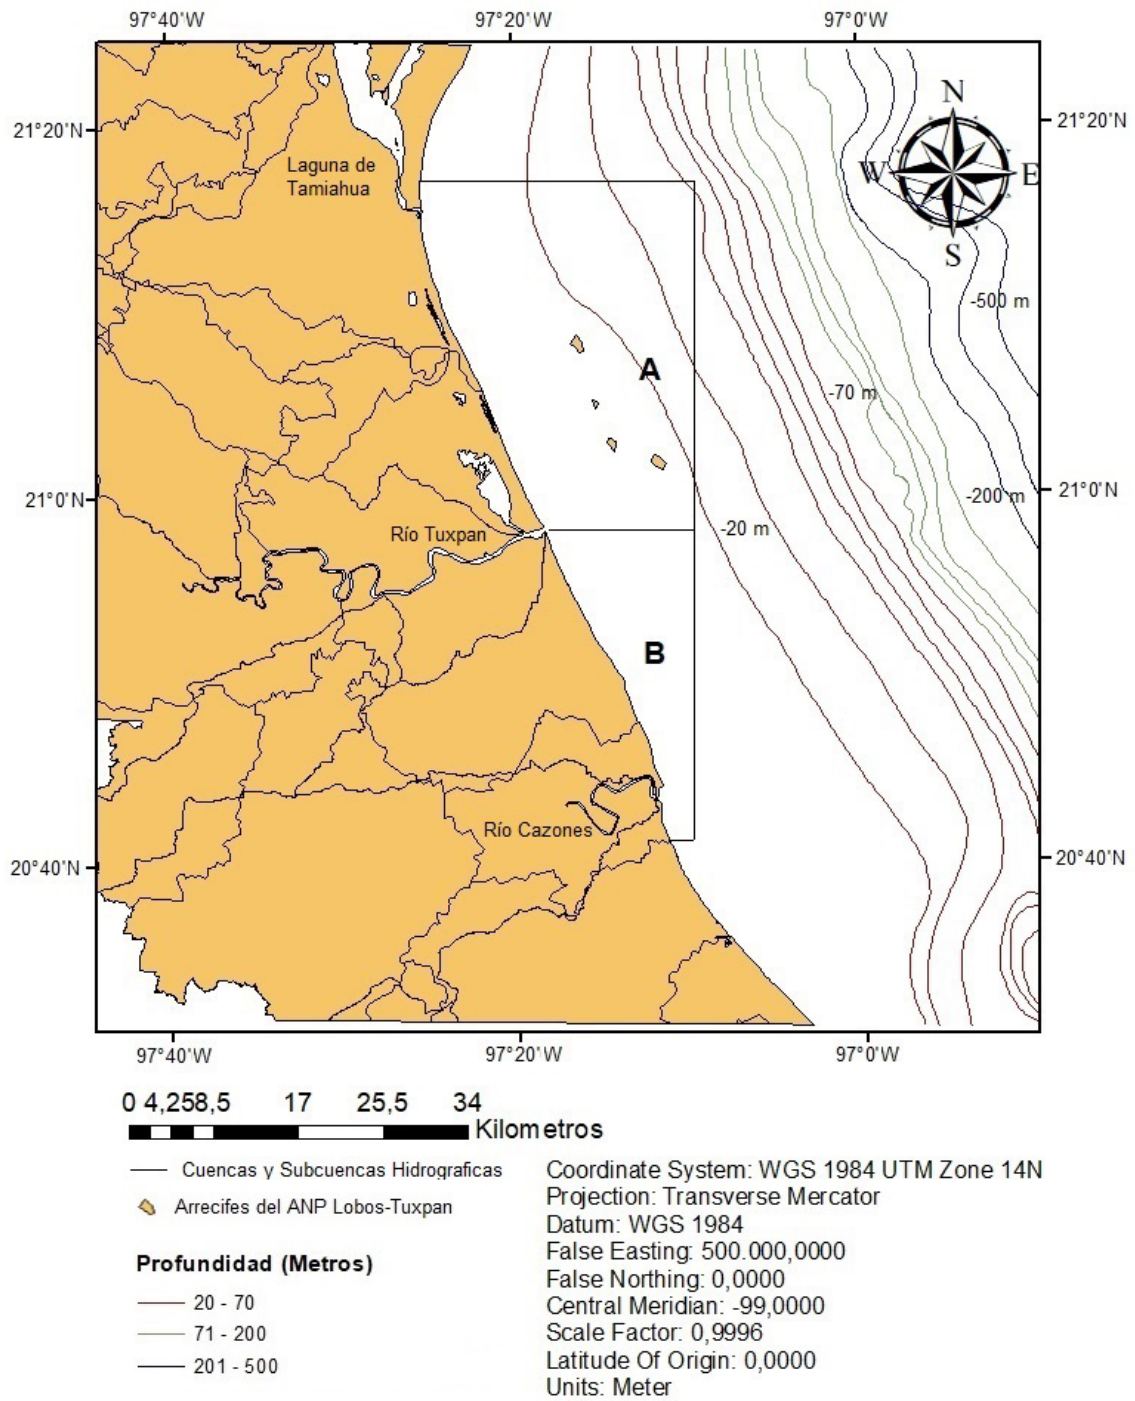 97°40'W 97°20'W 97°0'W
N
21°20'N 21°20'N
Laguna de
Tamiahua
W E
S
-500 m
A
-70 m
21°0'N -200 m 21°0'N
Río Tuxpan -20 m
B
Río Cazones
20°40'N 20°40'N
97°40'W 97°20'W 97°0'W
0 4,258,5 17 25,5 34
Kilometros
Cuencas y Subcuencas Hidrograficas
Arrecifes del ANP Lobos-Tuxpan
Profundidad (Metros)
20 - 70
71 - 200
201 - 500
Coordinate System: WGS 1984 UTM Zone 14N
Projection: Transverse Mercator
Datum: WGS 1984
False Easting: 500.000,0000
False Northing: 0,0000
Central Meridian: -99,0000
Scale Factor: 0,9996
Latitude Of Origin: 0,0000
Units: Meter